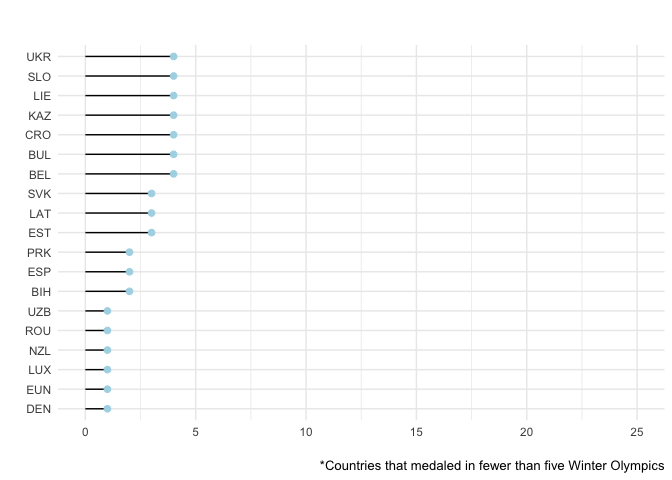 UKR
SLO
LIE
KAZ
CRO
BUL
BEL
SVK
LAT
EST
PRK
ESP
BIH
UZB
ROU
NZL
LUX
EUN
DEN
0 5 10 15 20 25
*Countries that medaled in fewer than five Winter Olympics